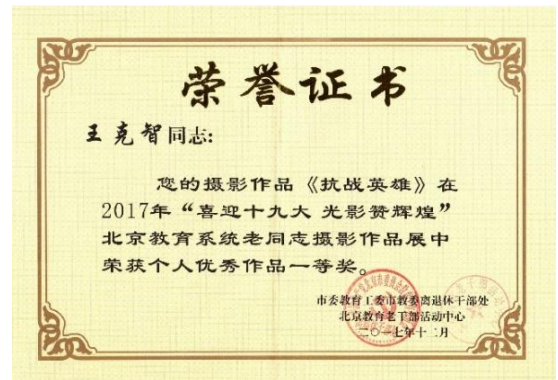 荣誉证书
王克智同志:
您的摄影作品《抗战英雄》在
2017年“喜迎十九大 光影赞辉煌”
北京教育系统老同志摄影作品展中
荣获个人优秀作品一等奖。
市委教育工委市教委离退休干部处
北京教育老干部活动中心
二〇一七年十二月